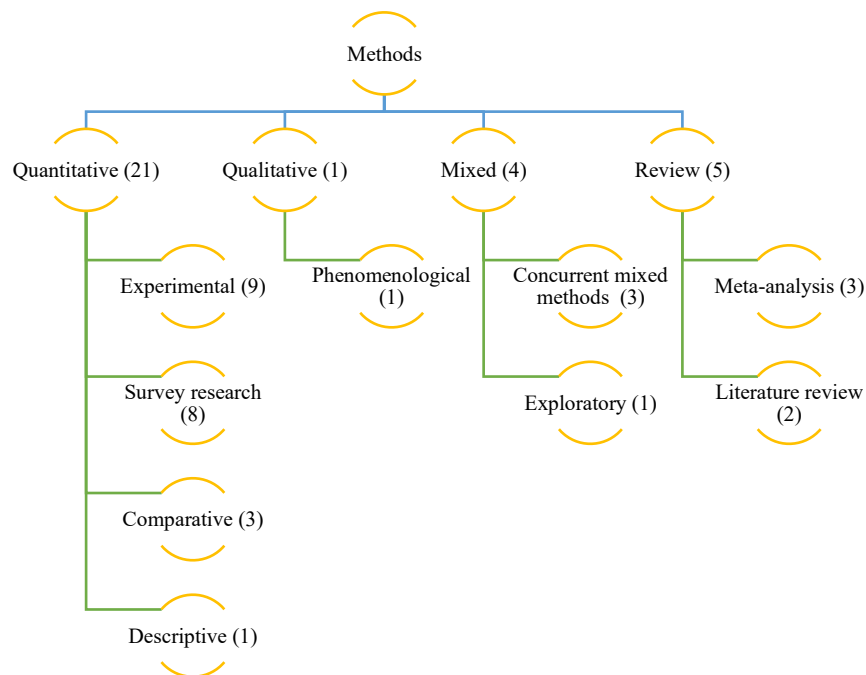 Methods
Quantitative (21)
Qualitative (1)
Mixed (4)
Review (5)
Experimental (9)
Phenomenological
(1)
Concurrent mixed
methods (3)
Meta-analysis (3)
Survey research
(8)
Exploratory (1)
Literature review
(2)
Comparative (3)
Descriptive (1)